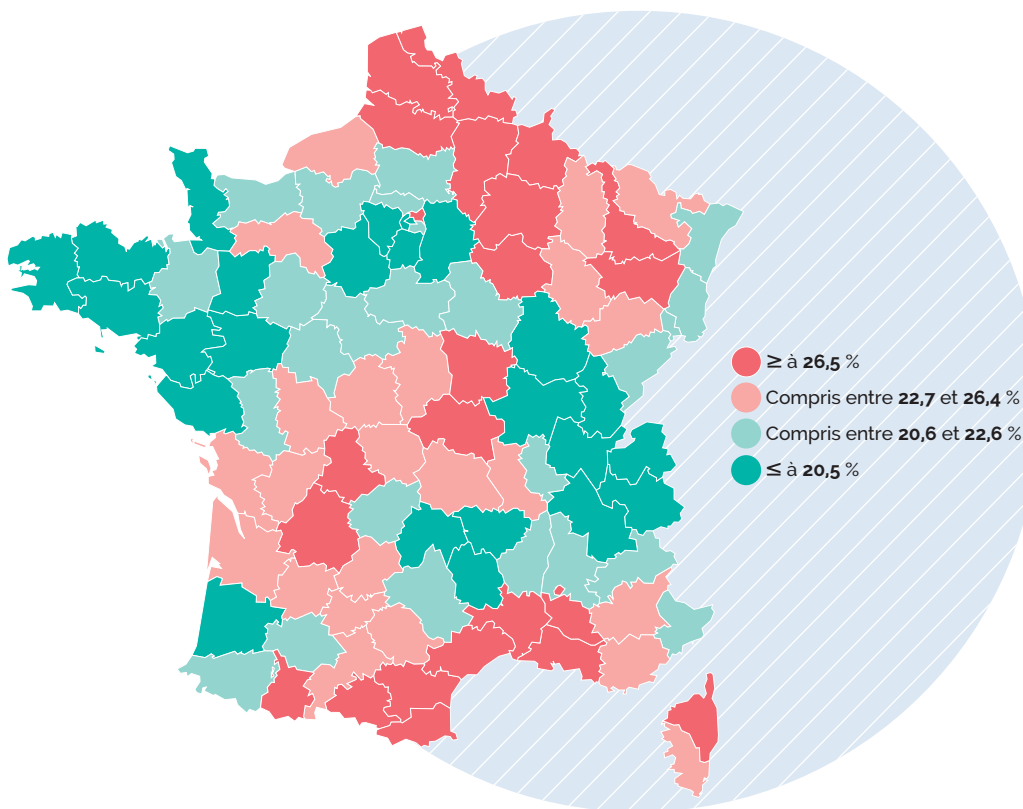 ≥ à 26,5 %
Compris entre 22,7 et 26,4 %
Compris entre 20,6 et 22,6 %
≤ à 20,5 %